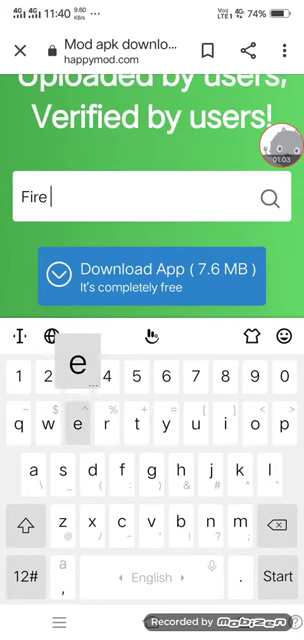 4G 4G 11:40 9.60 KB/s ... VoJ LTE1 4G 74%
Mod apk downlo...
happymod.com
Uploaded by users,
Verified by users!
01:03
Fire
Download App ( 7.6 MB )
It's completely free
e
...
1 2 4 5 6 7 8 9 0
~ $ ^ % + = [ ] < >
q w e r t y u i o p
a s d f g h j k l
\ _ ( : ) & # * "
z x c v b n m
@ / - ' ! ? ;
a
12# , English . Start
Recorded by mobizen
?